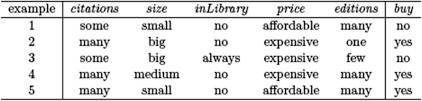 example citations size inLibrary price editions buy
1 some small no affordable many no
2 many big no expensive one yes
3 some big always expensive few no
4 many medium no expensive many yes
5 many small no affordable many yes